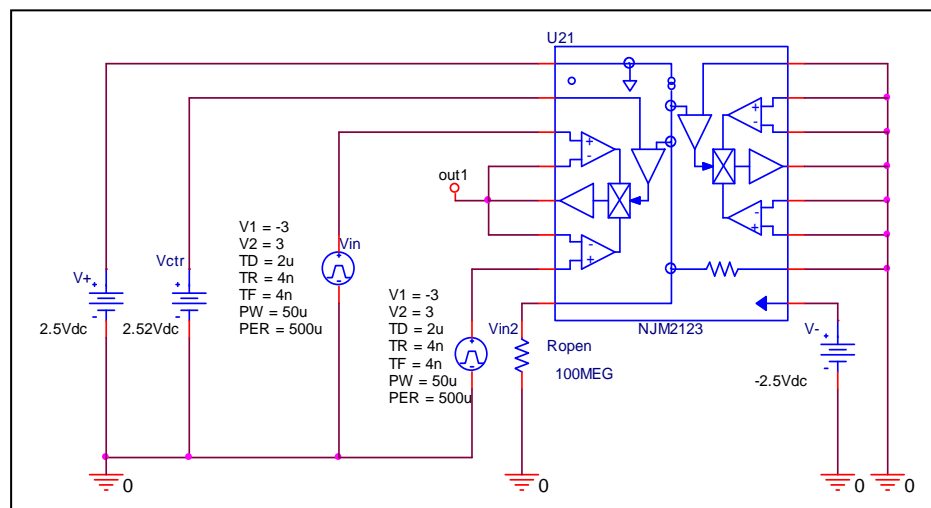 U21
out1
V1 = -3
V2 = 3
TD = 2u
TR = 4n
TF = 4n
PW = 50u
PER = 500u
Vin
V+
2.5Vdc
Vctr
2.52Vdc
V1 = -3
V2 = 3
TD = 2u
TR = 4n
TF = 4n
PW = 50u
PER = 500u
Vin2
Ropen
100MEG
NJM2123
V-
-2.5Vdc
0
0
0
0